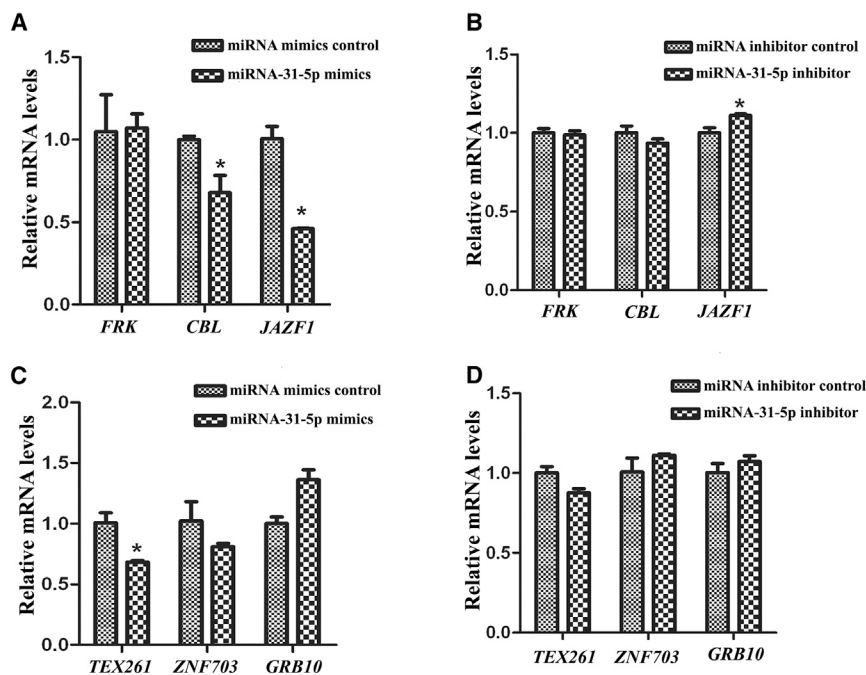 A
Relative mRNA levels
1.5
1.0
0.5
0.0
miRNA mimics control
miRNA-31-5p mimics
*
*
FRK CBL JAZF1
B
Relative mRNA levels
1.5
1.0
0.5
0.0
miRNA inhibitor control
miRNA-31-5p inhibitor
*
FRK CBL JAZF1
C
Relative mRNA levels
2.0
1.5
1.0
0.5
0.0
miRNA mimics control
miRNA-31-5p mimics
*
TEX261 ZNF703 GRB10
D
Relative mRNA levels
1.5
1.0
0.5
0.0
miRNA inhibitor control
miRNA-31-5p inhibitor
TEX261 ZNF703 GRB10